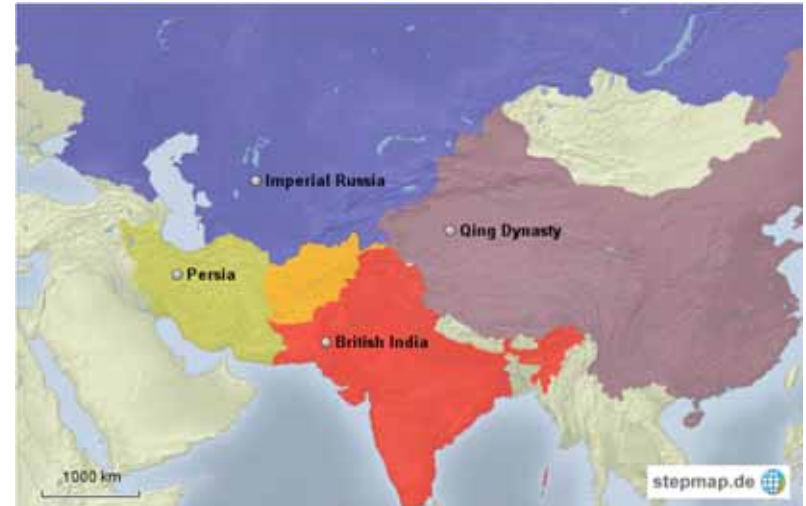 Imperial Russia
Qing Dynasty
Persia
British India
1000 km
stepmap.de